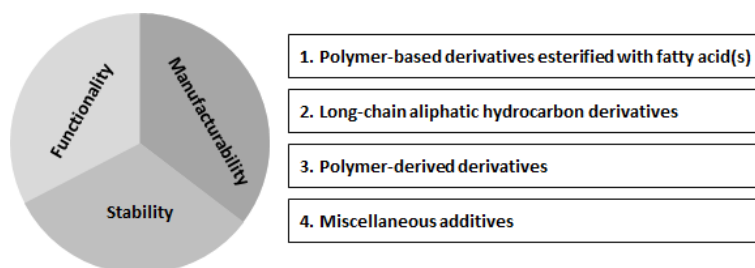 Functionality
Manufacturability
Stability
1. Polymer-based derivatives esterified with fatty acid(s)
2. Long-chain aliphatic hydrocarbon derivatives
3. Polymer-derived derivatives
4. Miscellaneous additives